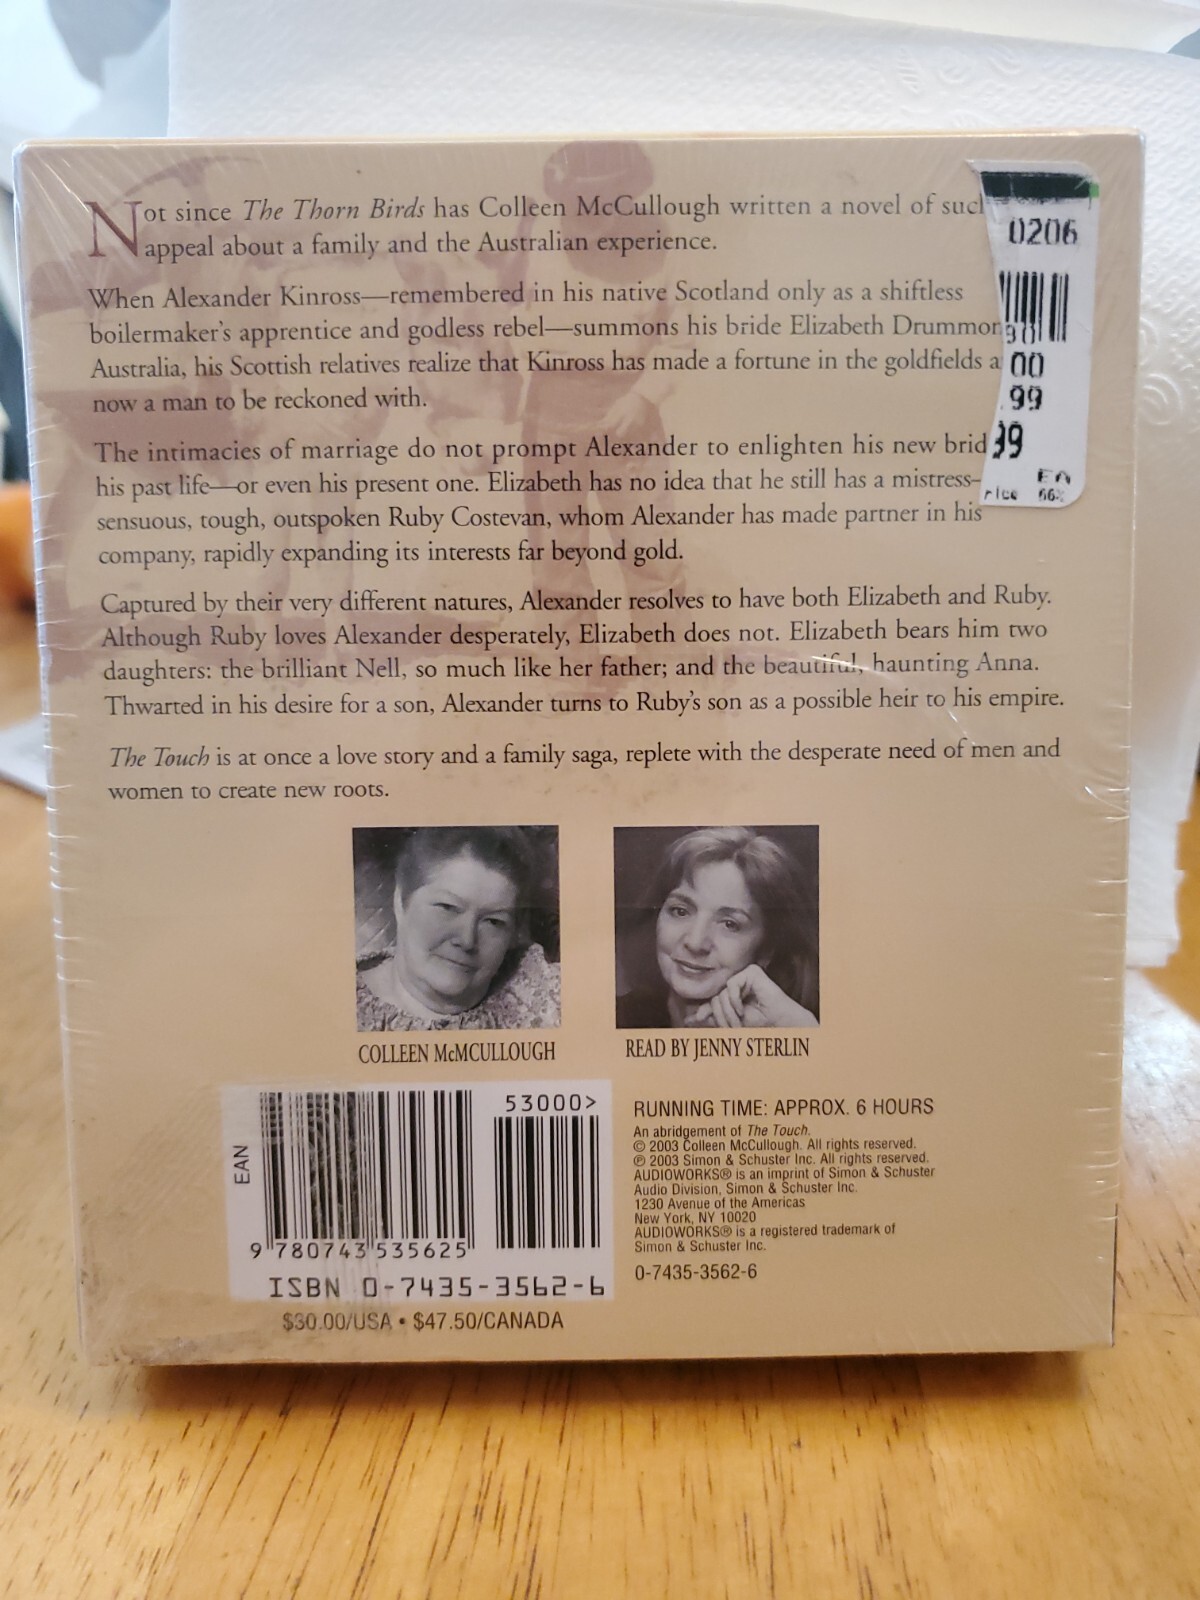 Not since The Thorn Birds has Colleen McCullough written a novel of such
appeal about a family and the Australian experience.
When Alexander Kinross—remembered in his native Scotland only as a shiftless
boilermaker's apprentice and godless rebel—summons his bride Elizabeth Drummon
Australia, his Scottish relatives realize that Kinross has made a fortune in the goldfields a
now a man to be reckoned with.
The intimacies of marriage do not prompt Alexander to enlighten his new brid
his past life—or even his present one. Elizabeth has no idea that he still has a mistress—
sensuous, tough, outspoken Ruby Costevan, whom Alexander has made partner in his
company, rapidly expanding its interests far beyond gold.
Captured by their very different natures, Alexander resolves to have both Elizabeth and Ruby.
Although Ruby loves Alexander desperately, Elizabeth does not. Elizabeth bears him two
daughters: the brilliant Nell, so much like her father; and the beautiful, haunting Anna.
Thwarted in his desire for a son, Alexander turns to Ruby's son as a possible heir to his empire.
The Touch is at once a love story and a family saga, replete with the desperate need of men and
women to create new roots.
0206
00
.99
39
EA
rice 66%
COLLEEN McMCULLOUGH
READ BY JENNY STERLIN
EAN
53000>
9 780743 535625
ISBN 0-7435-3562-6
$30.00/USA • $47.50/CANADA
RUNNING TIME: APPROX. 6 HOURS
An abridgement of The Touch.
© 2003 Colleen McCullough. All rights reserved.
℗ 2003 Simon & Schuster Inc. All rights reserved.
AUDIOWORKS® is an imprint of Simon & Schuster
Audio Division, Simon & Schuster Inc.
1230 Avenue of the Americas
New York, NY 10020
AUDIOWORKS® is a registered trademark of
Simon & Schuster Inc.
0-7435-3562-6